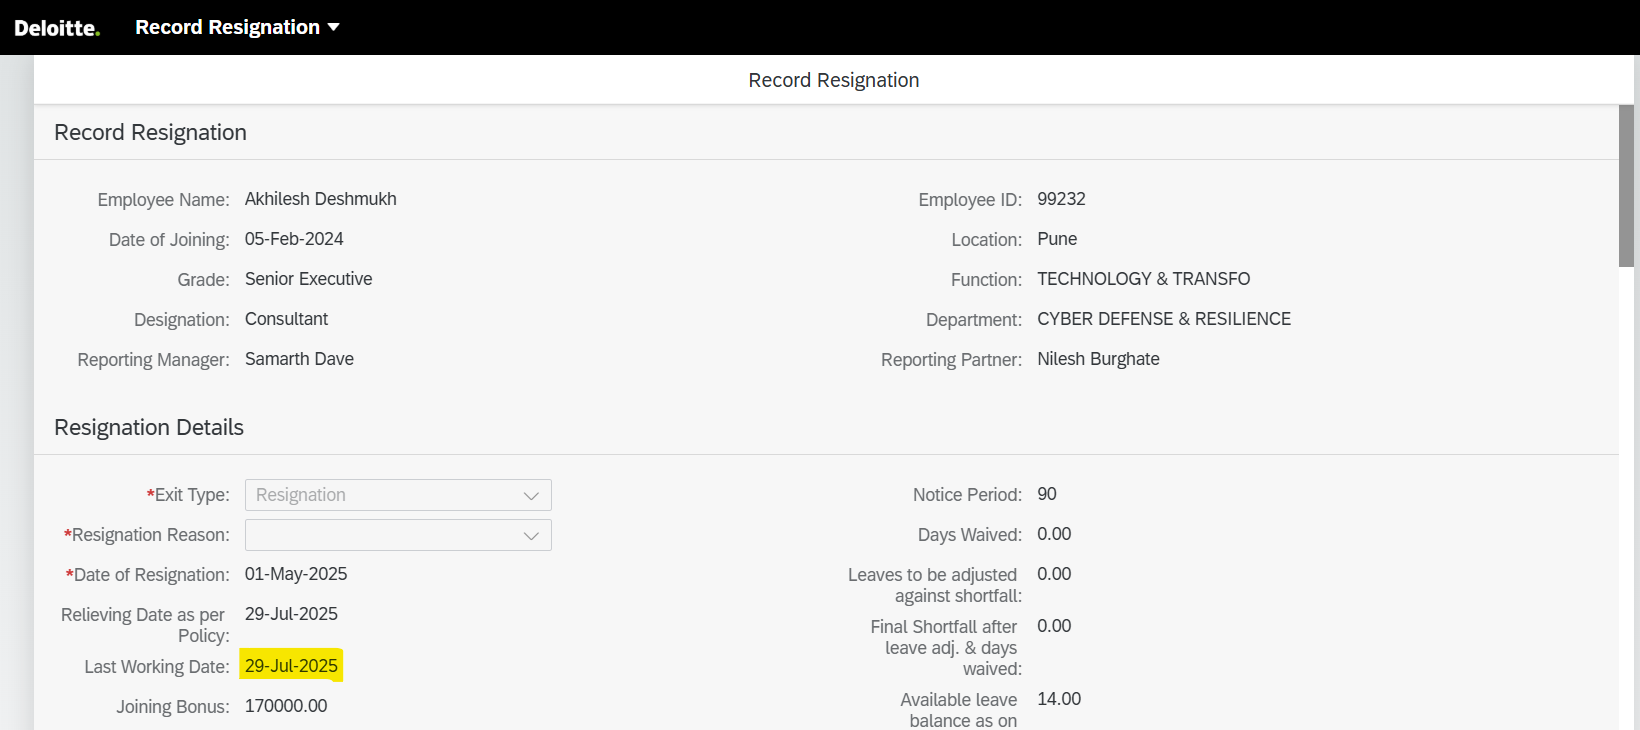 Deloitte. Record Resignation
Record Resignation
Record Resignation
Employee Name: Akhilesh Deshmukh
Employee ID: 99232
Date of Joining: 05-Feb-2024
Location: Pune
Grade: Senior Executive
Function: TECHNOLOGY & TRANSFO
Designation: Consultant
Department: CYBER DEFENSE & RESILIENCE
Reporting Manager: Samarth Dave
Reporting Partner: Nilesh Burghate
Resignation Details
*Exit Type: Resignation
*Resignation Reason:
*Date of Resignation: 01-May-2025
Relieving Date as per 29-Jul-2025
Policy:
Last Working Date: 29-Jul-2025
Joining Bonus: 170000.00
Notice Period: 90
Days Waived: 0.00
Leaves to be adjusted 0.00
against shortfall:
Final Shortfall after 0.00
leave adj. & days
waived:
Available leave 14.00
balance as on